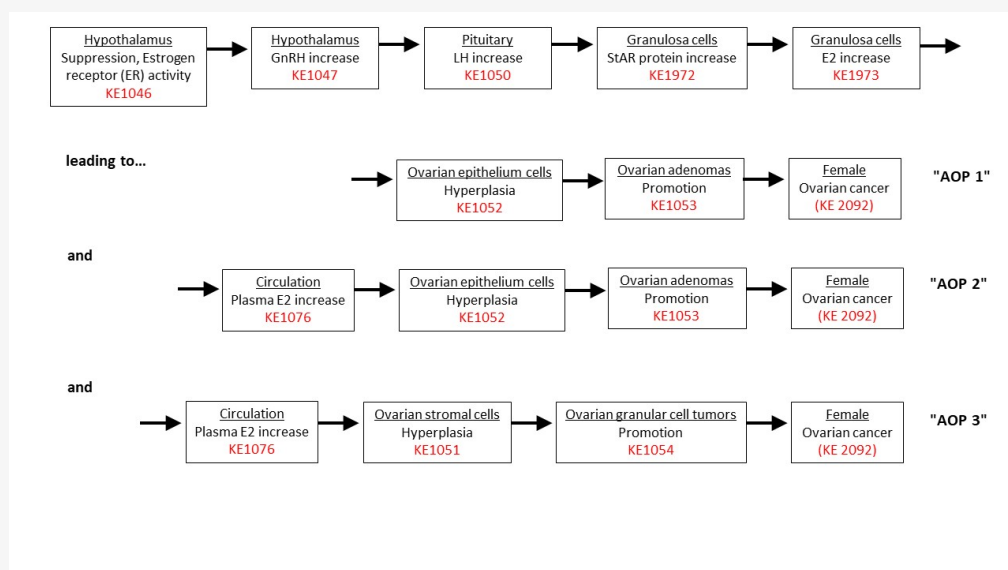 Hypothalamus
Suppression, Estrogen
receptor (ER) activity
KE1046
Hypothalamus
GnRH increase
KE1047
Pituitary
LH increase
KE1050
Granulosa cells
StAR protein increase
KE1972
Granulosa cells
E2 increase
KE1973
leading to...
Ovarian epithelium cells
Hyperplasia
KE1052
Ovarian adenomas
Promotion
KE1053
Female
Ovarian cancer
(KE 2092)
"AOP 1"
and
Circulation
Plasma E2 increase
KE1076
Ovarian epithelium cells
Hyperplasia
KE1052
Ovarian adenomas
Promotion
KE1053
Female
Ovarian cancer
(KE 2092)
"AOP 2"
and
Circulation
Plasma E2 increase
KE1076
Ovarian stromal cells
Hyperplasia
KE1051
Ovarian granular cell tumors
Promotion
KE1054
Female
Ovarian cancer
(KE 2092)
"AOP 3"